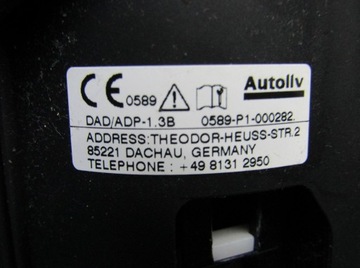 CE 0589 Autoliv
DAD/ADP-1.3B 0589-P1-000282.
ADDRESS:THEODOR-HEUSS-STR.2
85221 DACHAU, GERMANY
TELEPHONE : +49 8131 2950